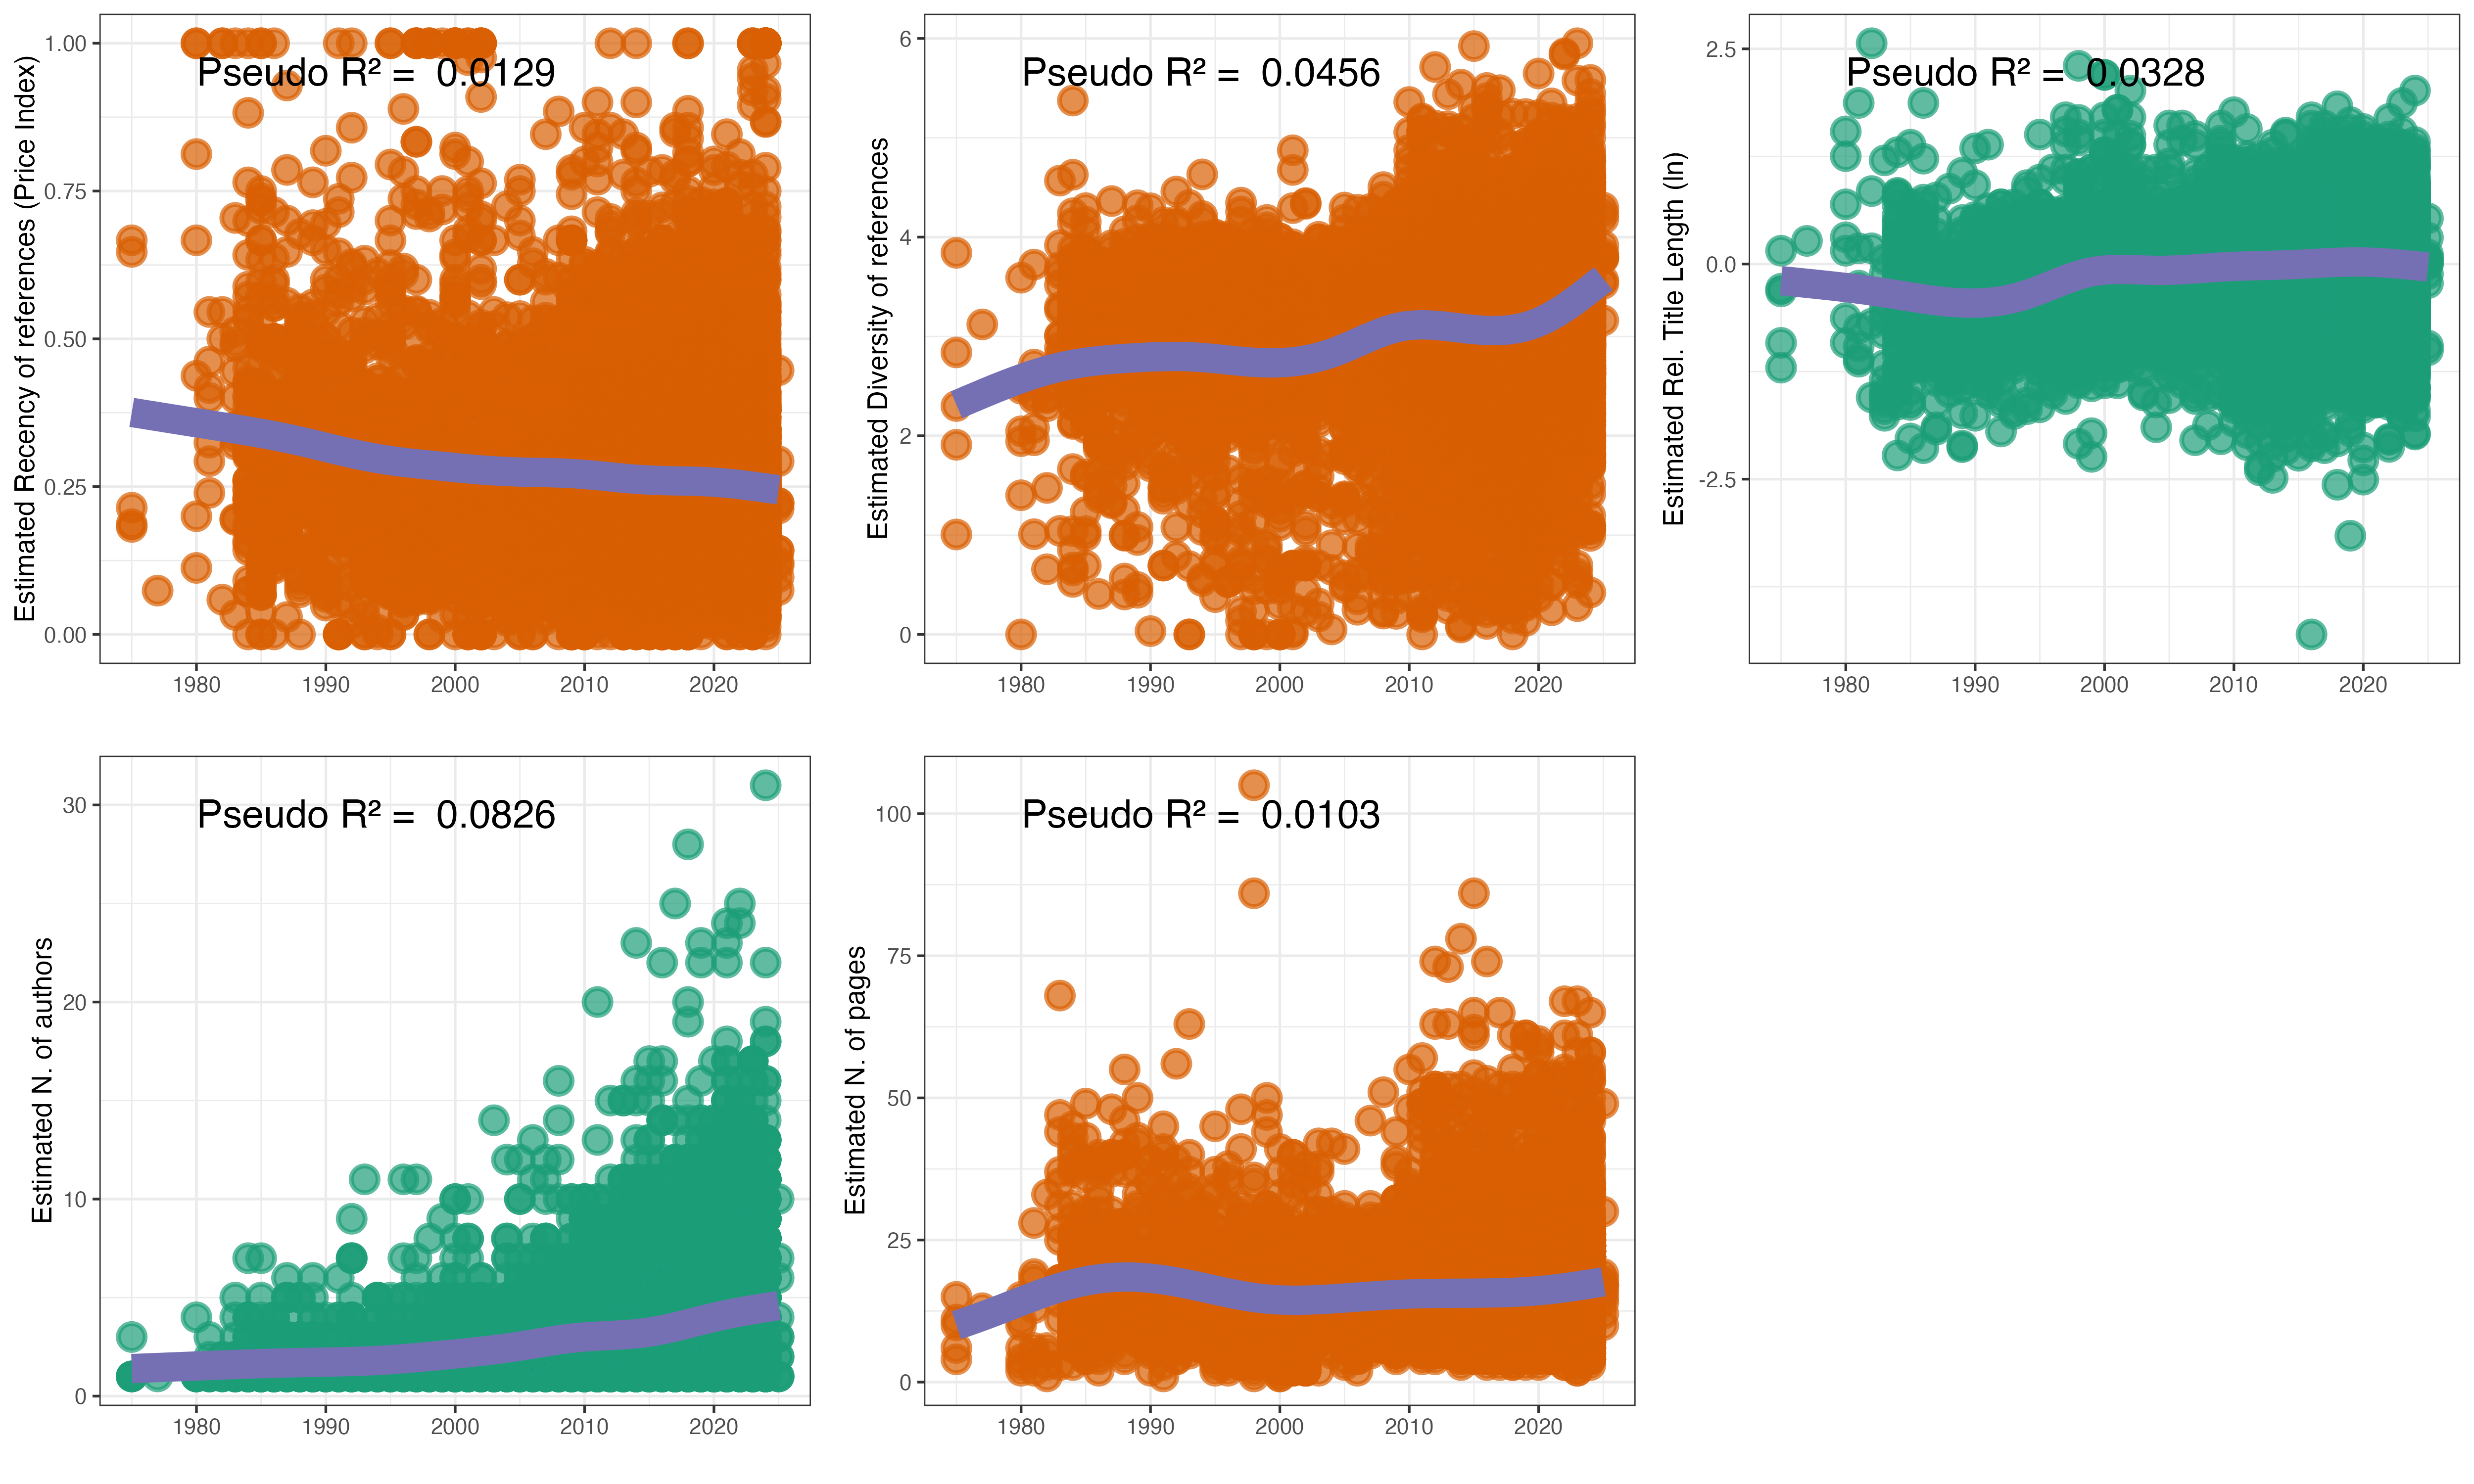 Estimated Recency of references (Price Index)
1.00
0.75
0.50
0.25
0.00
Pseudo R² = 0.0129
1980 1990 2000 2010 2020
Estimated Diversity of references
6
4
2
0
Pseudo R² = 0.0456
1980 1990 2000 2010 2020
Estimated Rel. Title Length (ln)
2.5
0.0
-2.5
Pseudo R² = 0.0328
1980 1990 2000 2010 2020
Estimated N. of authors
30
20
10
0
Pseudo R² = 0.0826
1980 1990 2000 2010 2020
Estimated N. of pages
100
75
50
25
0
Pseudo R² = 0.0103
1980 1990 2000 2010 2020